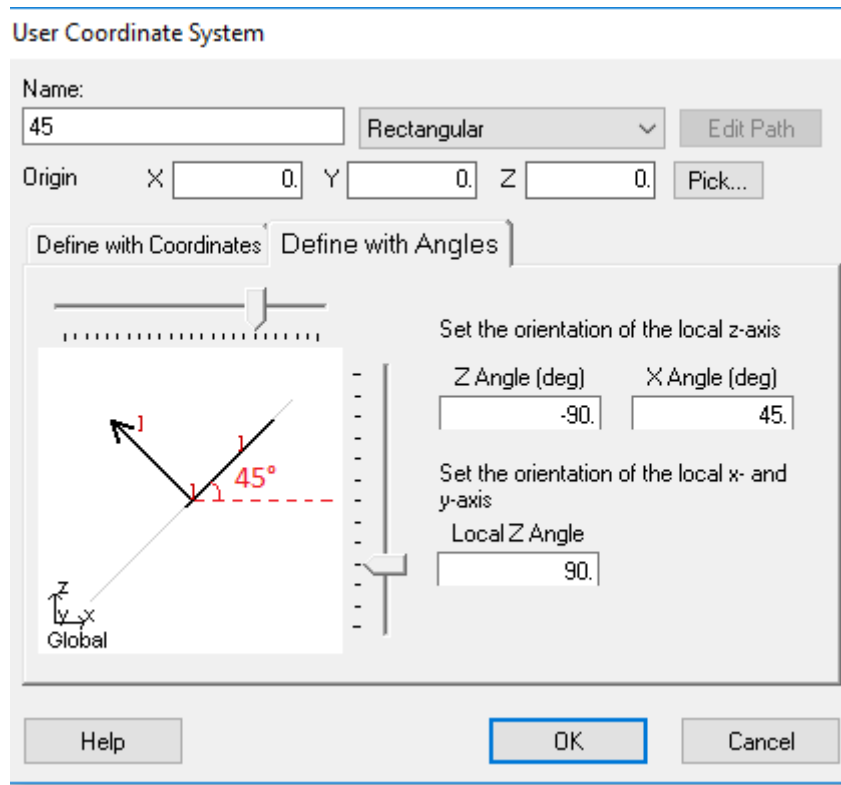 User Coordinate System
Name:
45 Rectangular Edit Path
Origin X 0. Y 0. Z 0. Pick...
Define with Coordinates Define with Angles
Set the orientation of the local z-axis
Z Angle (deg) X Angle (deg)
-90. 45.
45°
Set the orientation of the local x- and
y-axis
Local Z Angle
90.
Z
y x
Global
Help OK Cancel